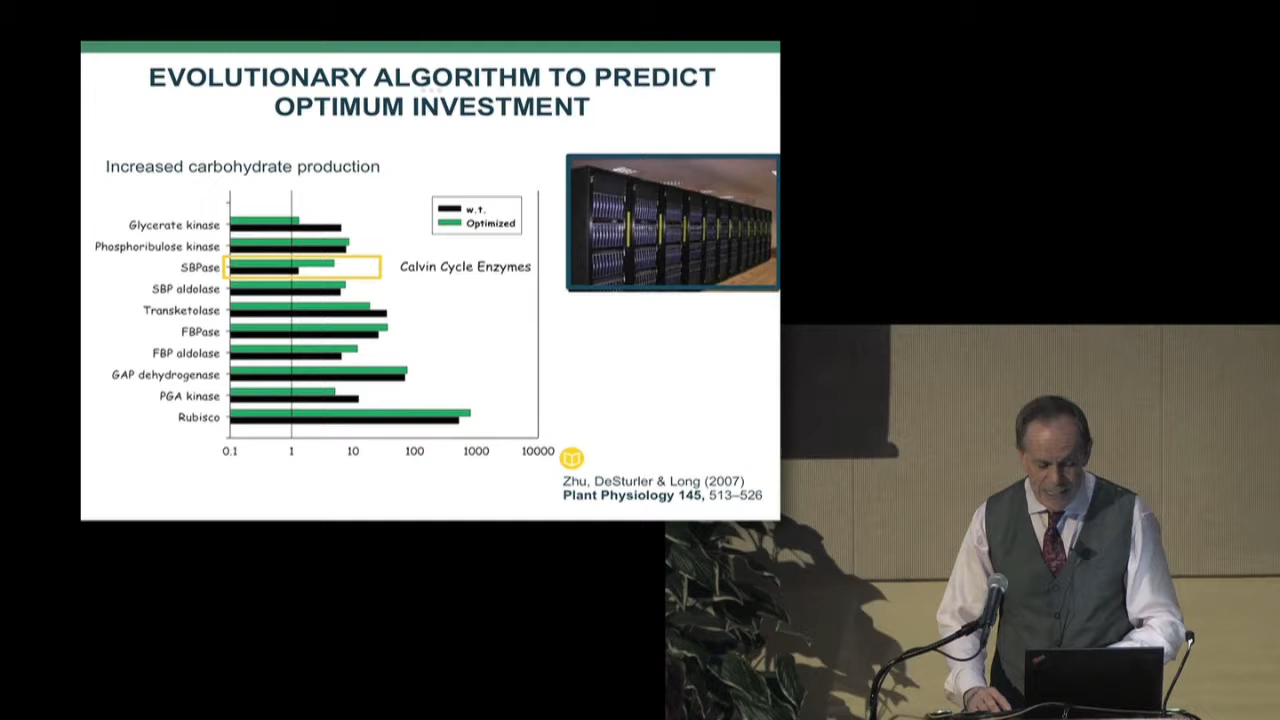 EVOLUTIONARY ALGORITHM TO PREDICT
OPTIMUM INVESTMENT
Increased carbohydrate production
w.t.
Optimized
Glycerate kinase
Phosphoribulose kinase
SBPase
Calvin Cycle Enzymes
SBP aldolase
Transketolase
FBPase
FBP aldolase
GAP dehydrogenase
PGA kinase
Rubisco
0.1 1 10 100 1000 10000
Zhu, DeSturler & Long (2007)
Plant Physiology 145, 513–526